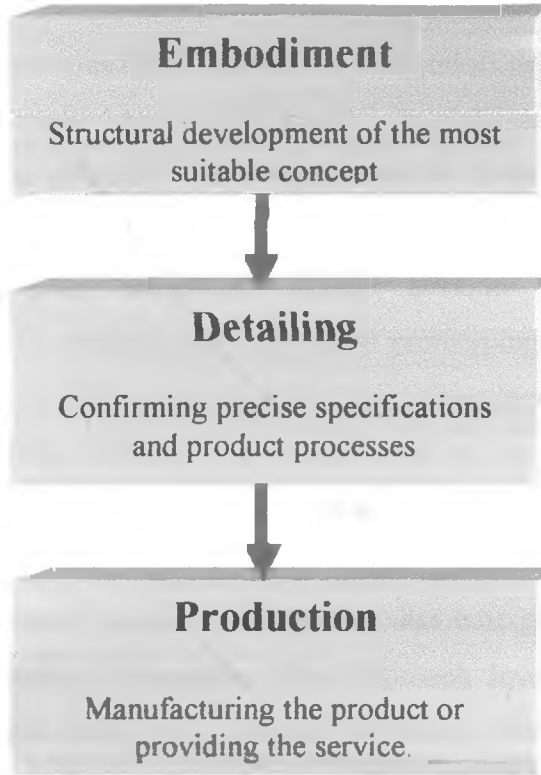 Embodiment
Structural development of the most
suitable concept
Detailing
Confirming precise specifications
and product processes
Production
Manufacturing the product or
providing the service.